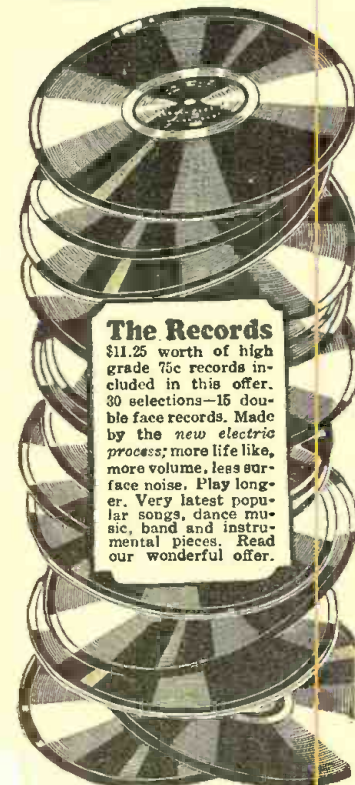 The Records
$11.25 worth of high
grade 75c records in-
cluded in this offer.
30 selections—15 dou-
ble face records. Made
by the new electric
process; more life like,
more volume, less sur-
face noise. Play long-
er. Very latest popu-
lar songs, dance mu-
sic, band and instru-
mental pieces. Read
our wonderful offer.